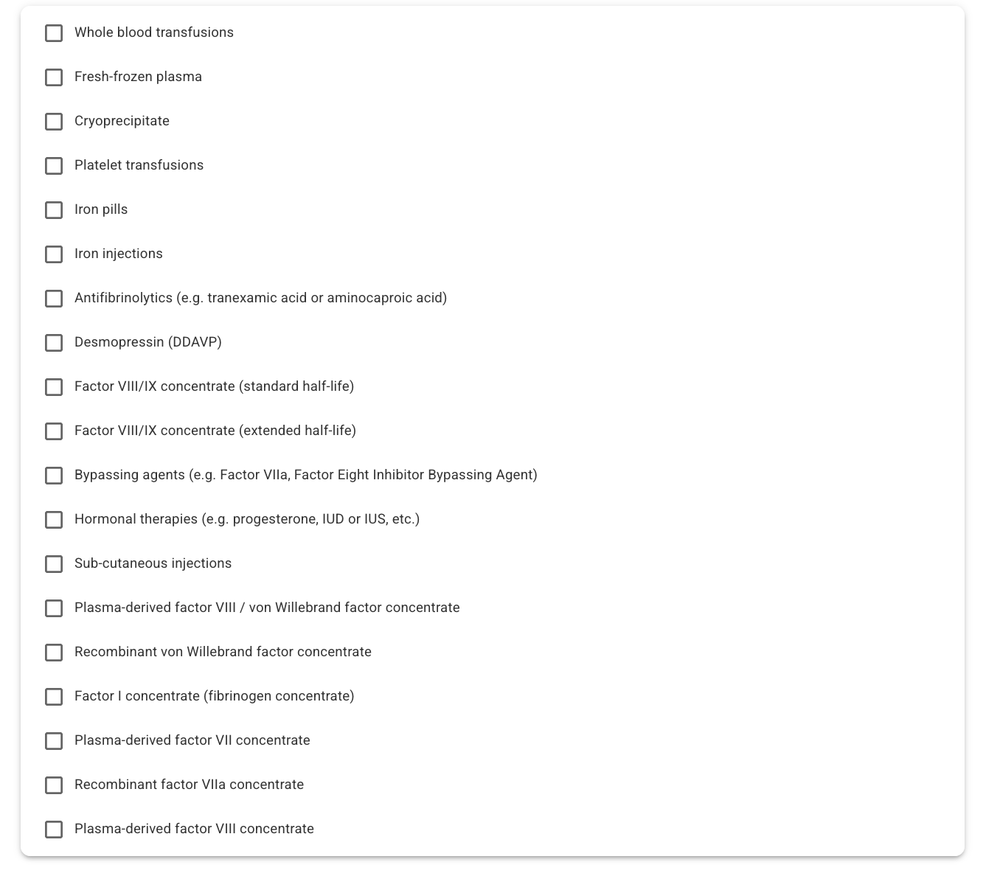 Whole blood transfusions
Fresh-frozen plasma
Cryoprecipitate
Platelet transfusions
Iron pills
Iron injections
Antifibrinolytics (e.g. tranexamic acid or aminocaproic acid)
Desmopressin (DDAVP)
Factor VIII/IX concentrate (standard half-life)
Factor VIII/IX concentrate (extended half-life)
Bypassing agents (e.g. Factor VIIa, Factor Eight Inhibitor Bypassing Agent)
Hormonal therapies (e.g. progesterone, IUD or IUS, etc.)
Sub-cutaneous injections
Plasma-derived factor VIII / von Willebrand factor concentrate
Recombinant von Willebrand factor concentrate
Factor I concentrate (fibrinogen concentrate)
Plasma-derived factor VII concentrate
Recombinant factor VIIa concentrate
Plasma-derived factor VIII concentrate